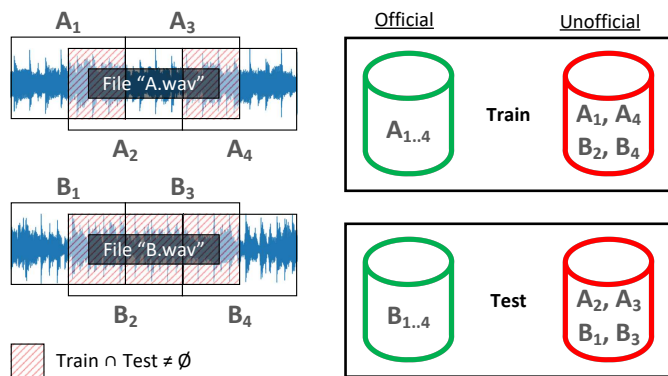 A₁ A₃
File “A.wav”
A₂ A₄
B₁ B₃
File “B.wav”
B₂ B₄
Train ∩ Test ≠ Ø
Official Unofficial
A₁..₄
Train
A₁, A₄
B₂, B₄
B₁..₄
Test
A₂, A₃
B₁, B₃